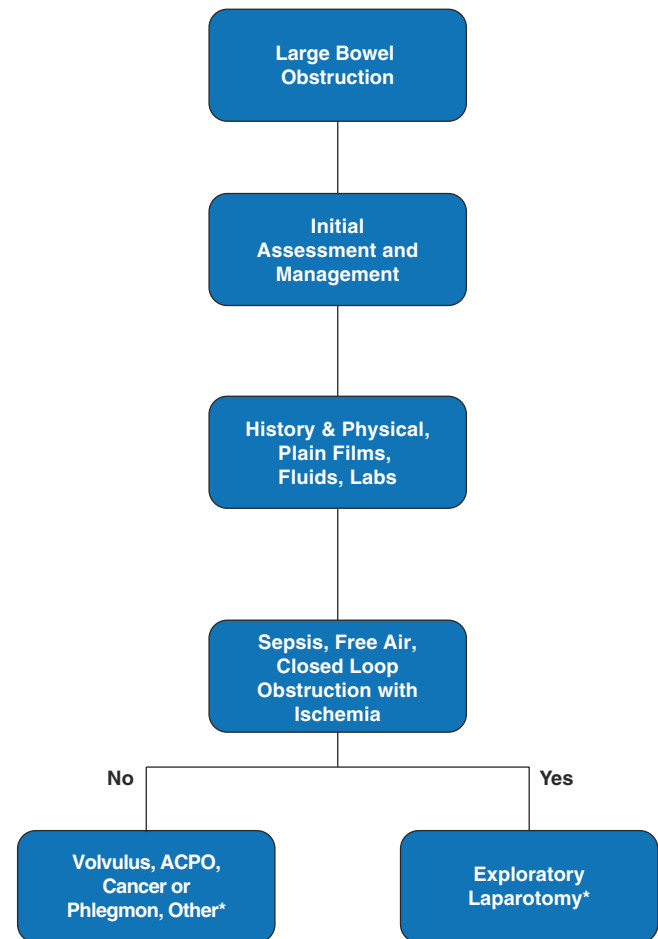 Large Bowel
Obstruction
Initial
Assessment and
Management
History & Physical,
Plain Films,
Fluids, Labs
Sepsis, Free Air,
Closed Loop
Obstruction with
Ischemia
No
Yes
Volvulus, ACPO,
Cancer or
Phlegmon, Other*
Exploratory
Laparotomy*